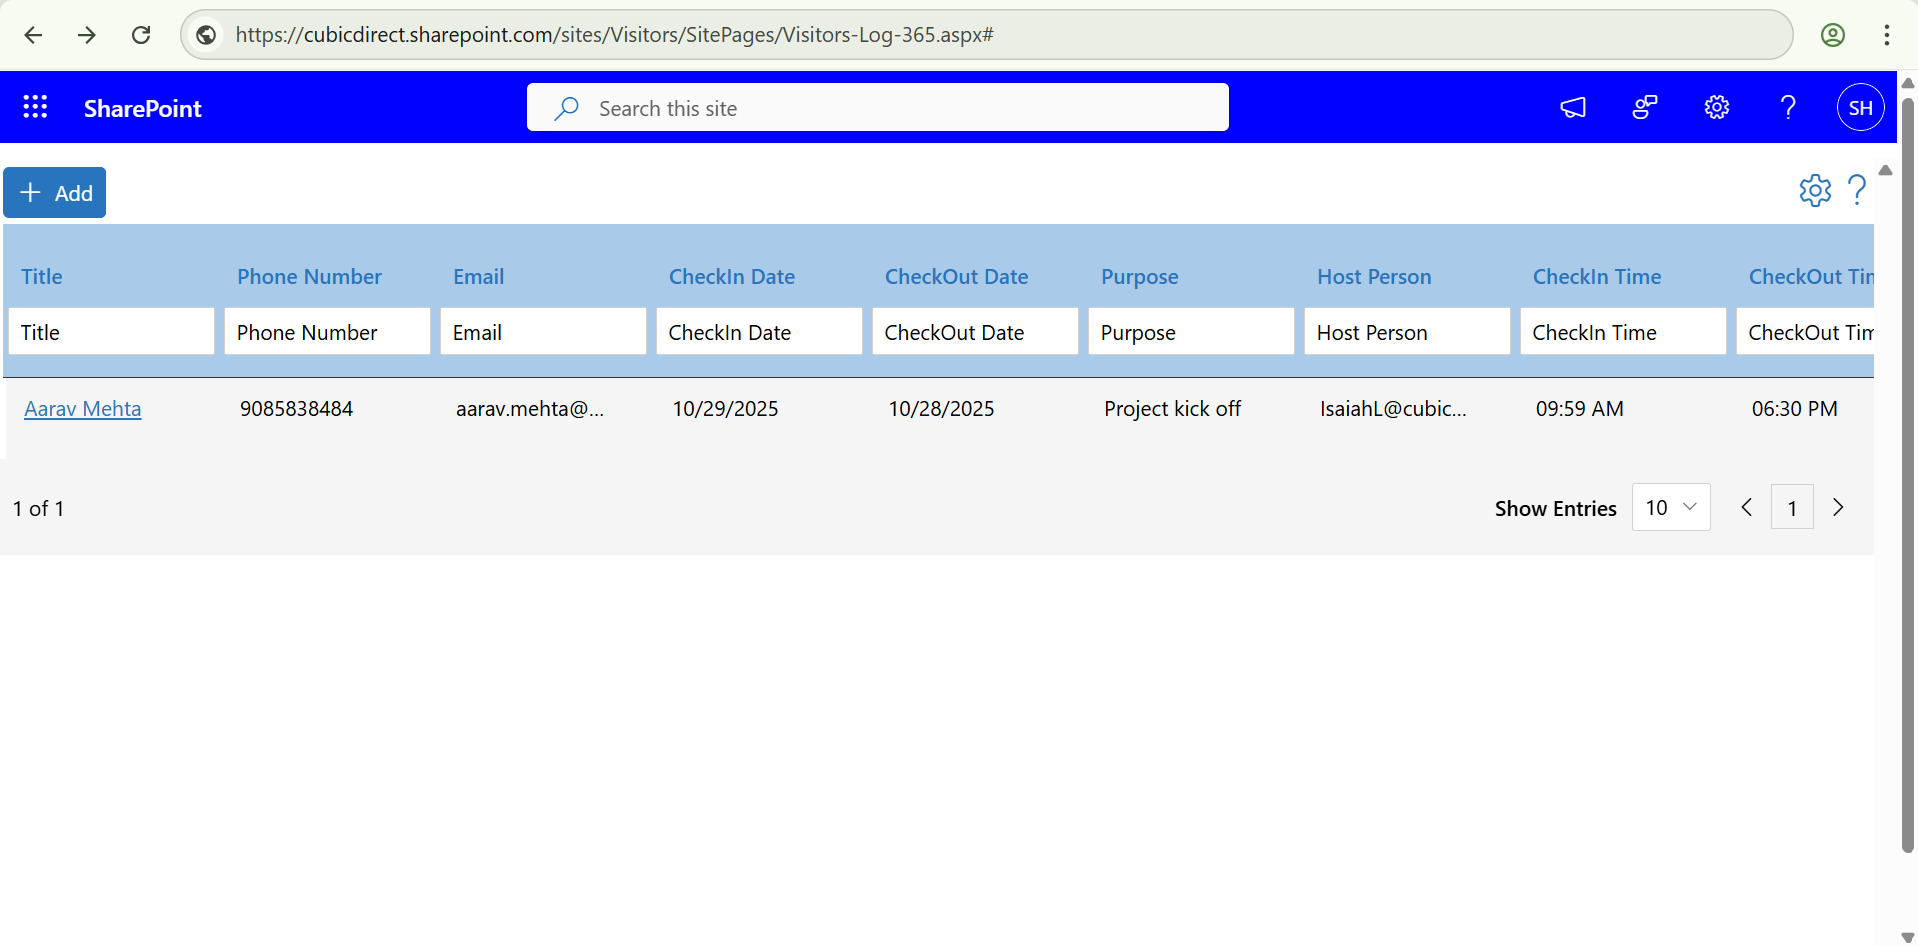 https://cubicdirect.sharepoint.com/sites/Visitors/SitePages/Visitors-Log-365.aspx#
SharePoint Search this site SH
Add
Title Phone Number Email CheckIn Date CheckOut Date Purpose Host Person CheckIn Time CheckOut Tim
Title Phone Number Email CheckIn Date CheckOut Date Purpose Host Person CheckIn Time CheckOut Tim
Aarav Mehta 9085838484 aarav.mehta@... 10/29/2025 10/28/2025 Project kick off IsaiahL@cubic... 09:59 AM 06:30 PM
1 of 1 Show Entries 10 1